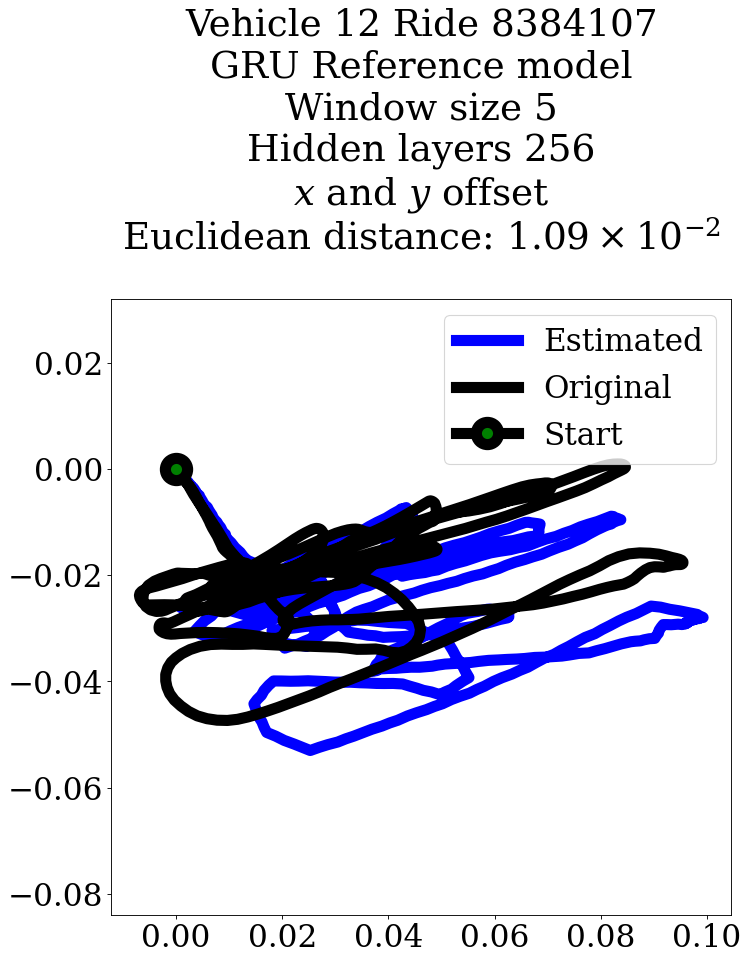 Vehicle 12 Ride 8384107
GRU Reference model
Window size 5
Hidden layers 256
x and y offset
Euclidean distance: 1.09 × 10⁻²
Estimated
Original
Start
0.02
0.00
−0.02
−0.04
−0.06
−0.08
0.00 0.02 0.04 0.06 0.08 0.10